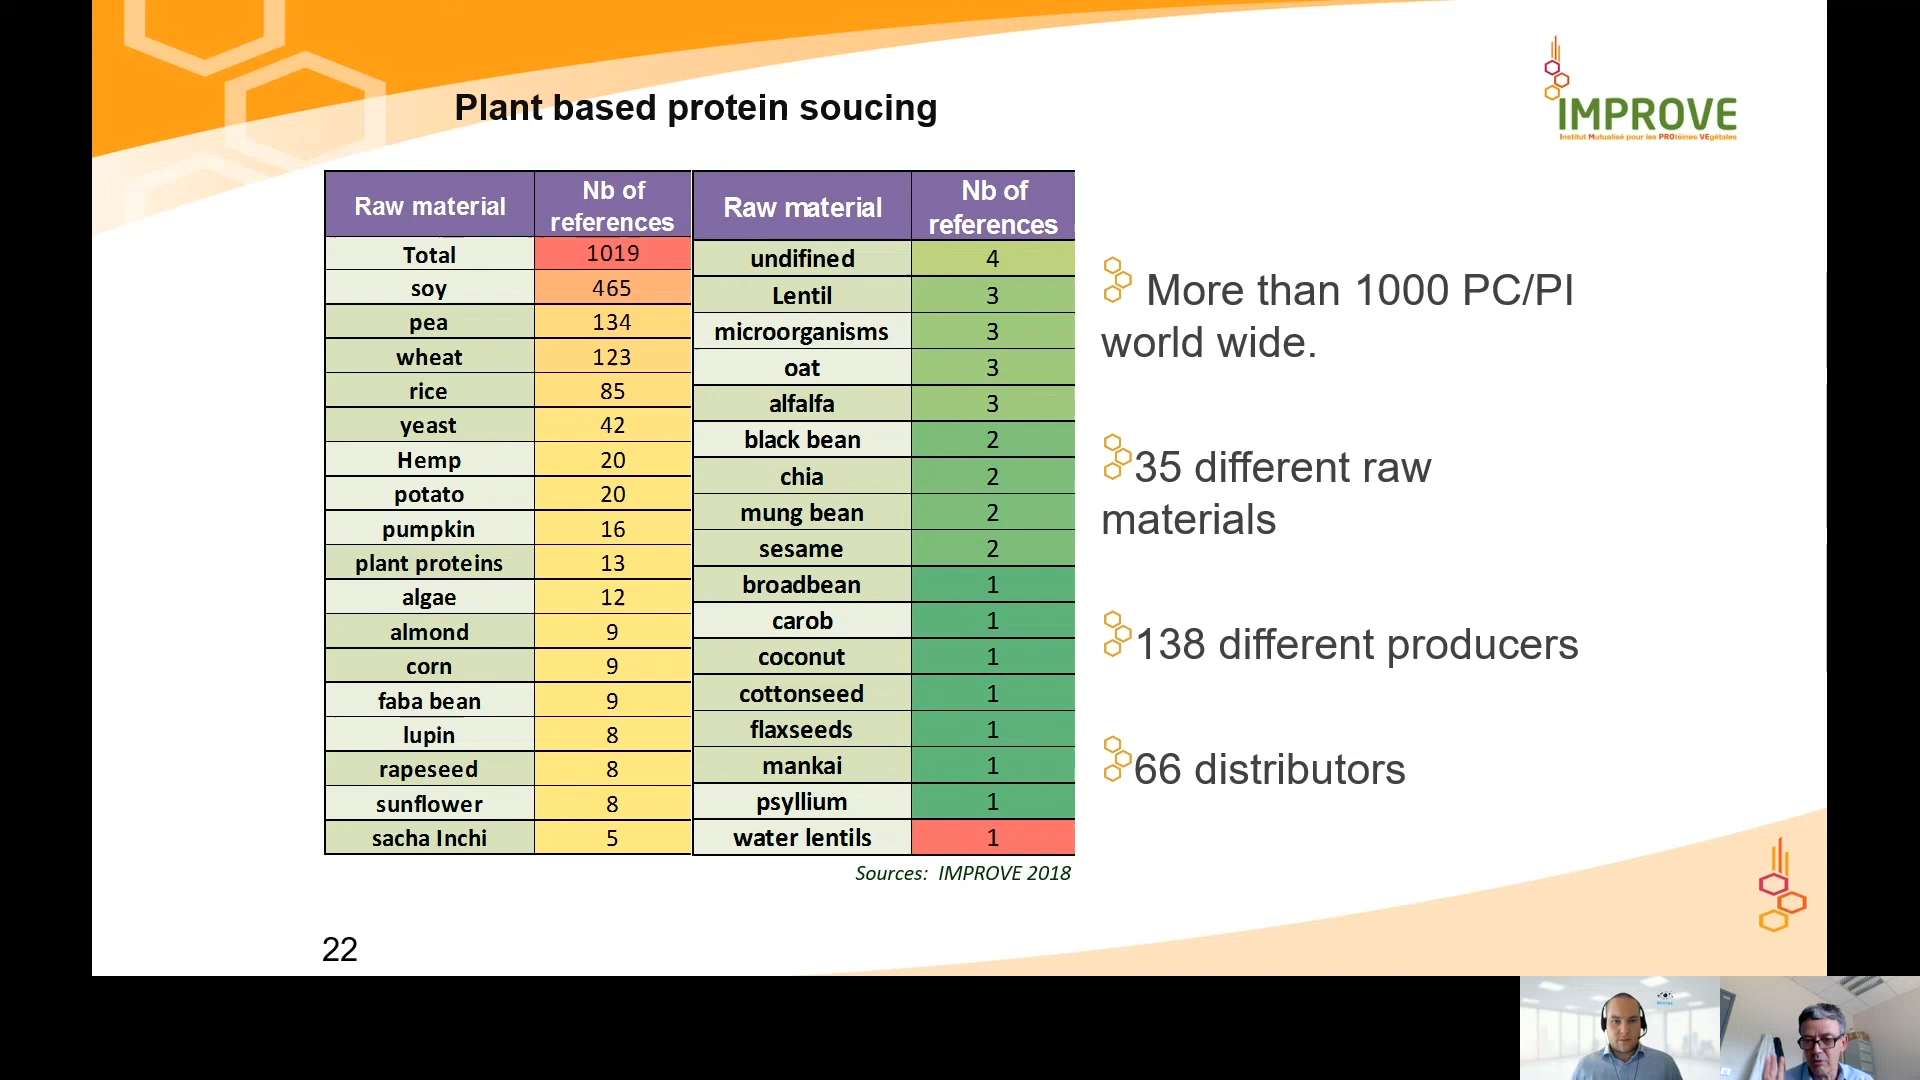 Plant based protein soucing
IMPROVE
Institut Mutualisé pour les PROtéines VEgétales
Raw material Nb of references
Total 1019
soy 465
pea 134
wheat 123
rice 85
yeast 42
Hemp 20
potato 20
pumpkin 16
plant proteins 13
algae 12
almond 9
corn 9
faba bean 9
lupin 8
rapeseed 8
sunflower 8
sacha Inchi 5
Raw material Nb of references
undifined 4
Lentil 3
microorganisms 3
oat 3
alfalfa 3
black bean 2
chia 2
mung bean 2
sesame 2
broadbean 1
carob 1
coconut 1
cottonseed 1
flaxseeds 1
mankai 1
psyllium 1
water lentils 1
Sources: IMPROVE 2018
More than 1000 PC/PI
world wide.
35 different raw
materials
138 different producers
66 distributors
22